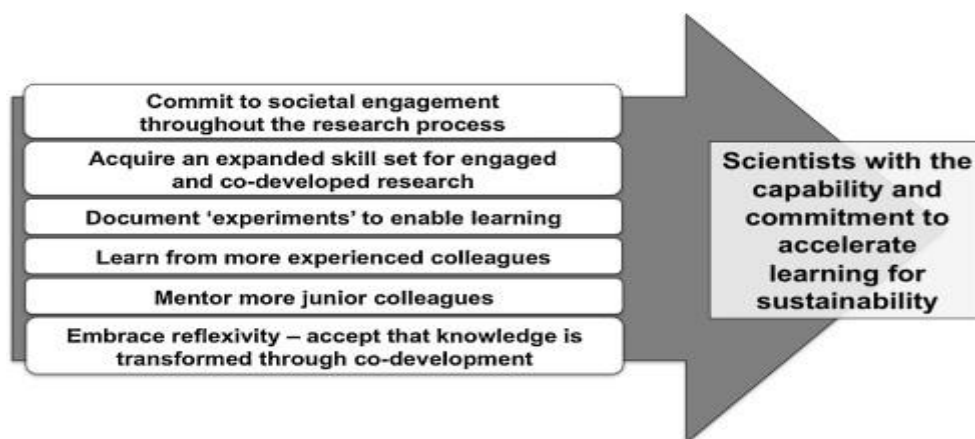 Commit to societal engagement
throughout the research process
Acquire an expanded skill set for engaged
and co-developed research
Document ‘experiments’ to enable learning
Learn from more experienced colleagues
Mentor more junior colleagues
Embrace reflexivity – accept that knowledge is
transformed through co-development
Scientists with the
capability and
commitment to
accelerate
learning for
sustainability